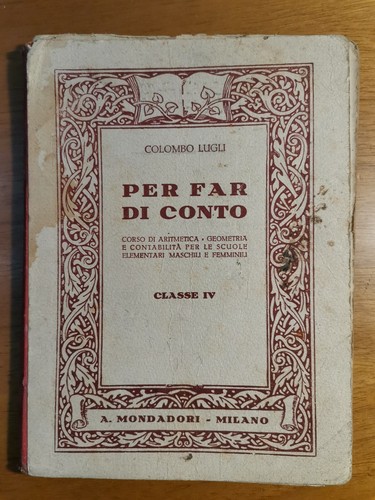 COLOMBO LUGLI
PER FAR
DI CONTO
CORSO DI ARITMETICA • GEOMETRIA
E CONTABILITÀ PER LE SCUOLE
ELEMENTARI MASCHILI E FEMMINILI
CLASSE IV
A. MONDADORI - MILANO